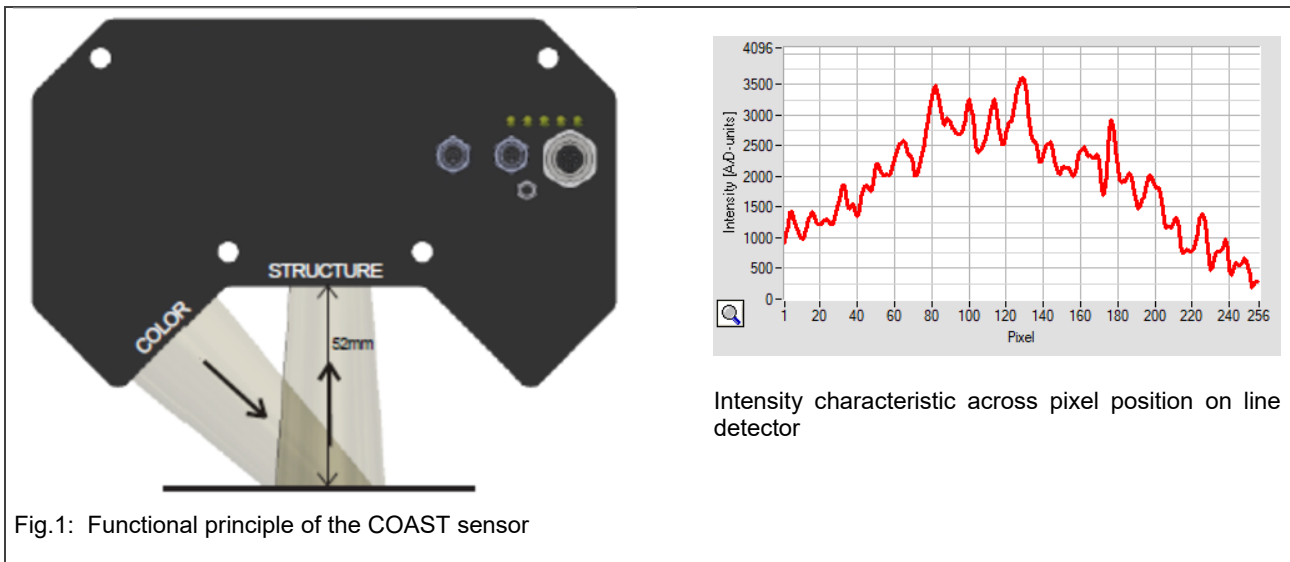 STRUCTURE
COLOR
52mm
Fig.1: Functional principle of the COAST sensor
4096
3500
3000
2500
2000
1500
1000
500
0
Intensity [A/D-units]
1 20 40 60 80 100 120 140 160 180 200 220 240 256
Pixel
Intensity characteristic across pixel position on line
detector